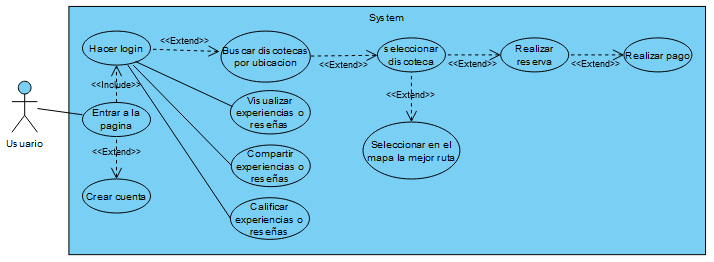 System
Hacer login
<<Extend>>
Buscar discotecas
por ubicacion
<<Extend>>
seleccionar
discoteca
<<Extend>>
Realizar
reserva
<<Extend>>
Realizar pago
<<Include>>
<<Extend>>
Visualizar
experiencias o
reseñas
Entrar a la
pagina
Usuario
<<Extend>>
Seleccionar en el
mapa la mejor ruta
Compartir
experiencias o
reseñas
Crear cuenta
Calificar
experiencias o
reseñas